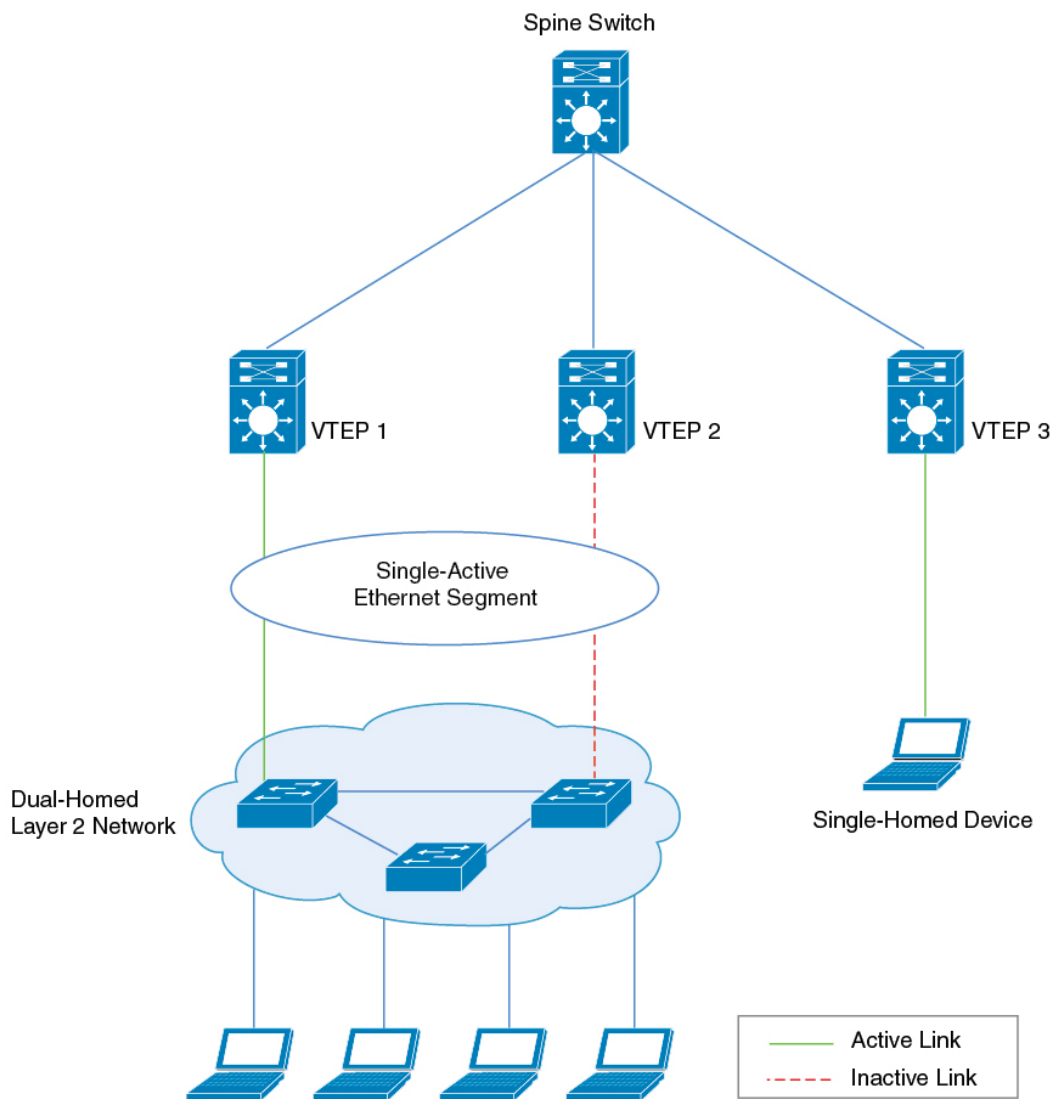 Spine Switch
VTEP 1
VTEP 2
VTEP 3
Single-Active
Ethernet Segment
Dual-Homed
Layer 2 Network
Single-Homed Device
Active Link
Inactive Link